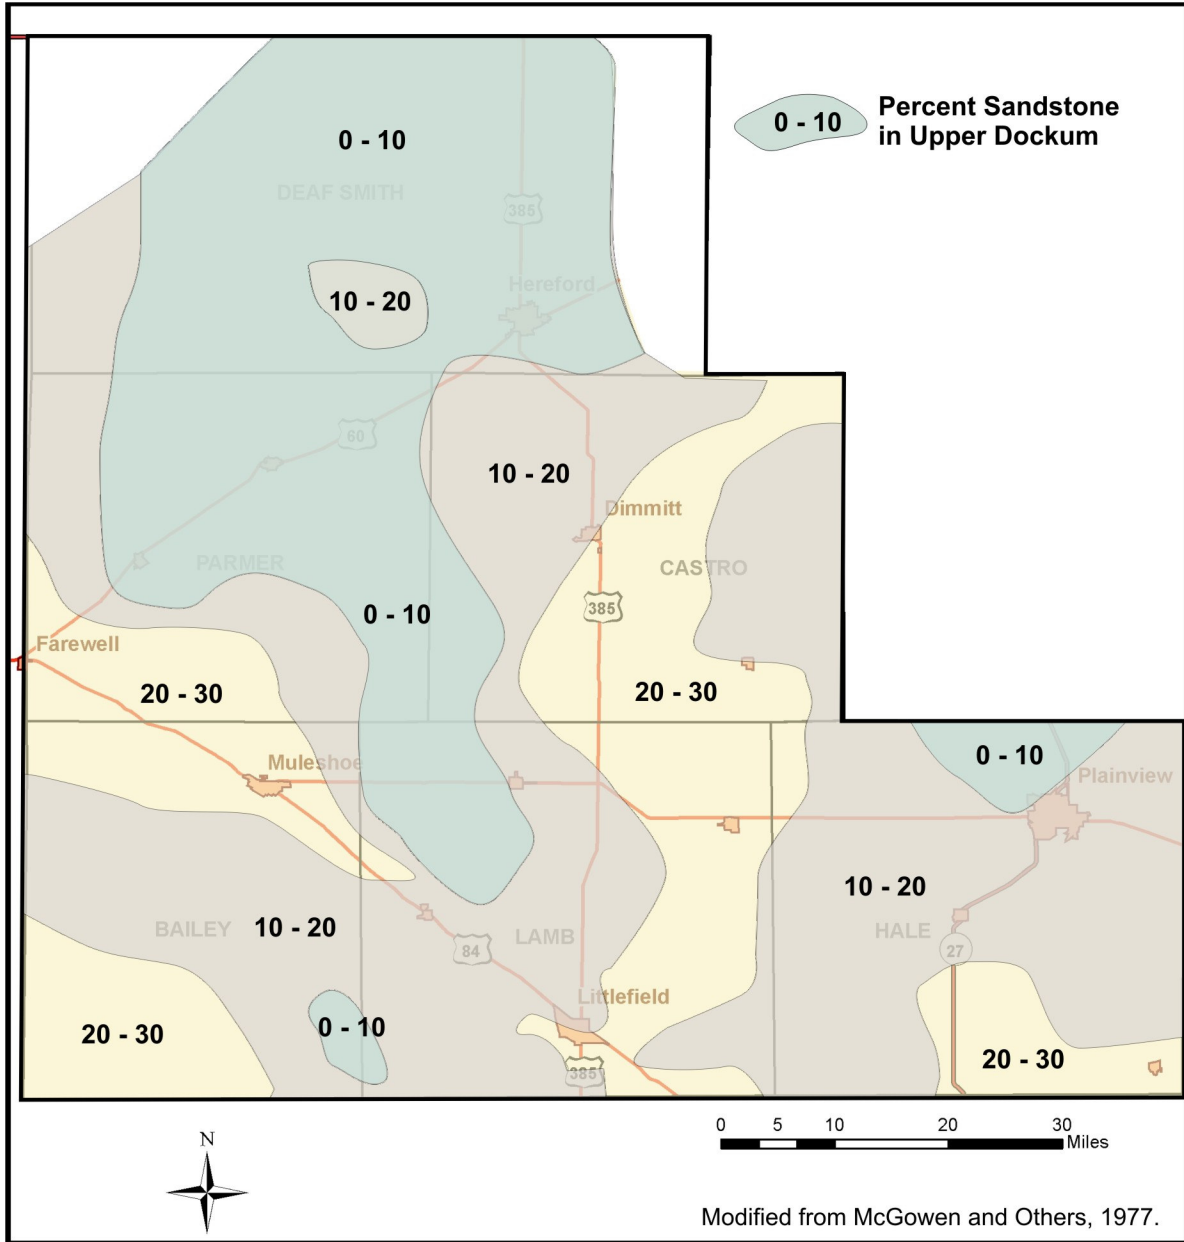 0 - 10
Percent Sandstone
in Upper Dockum
0 - 10
DEAF SMITH
385
Hereford
10 - 20
60
10 - 20
Dimmitt
PARMER
CASTRO
0 - 10
385
Farewell
20 - 30
20 - 30
Muleshoe
0 - 10
Plainview
10 - 20
BAILEY
10 - 20
84
LAMB
HALE
27
Littlefield
20 - 30
0 - 10
385
20 - 30
N
0 5 10 20 30
Miles
Modified from McGowen and Others, 1977.